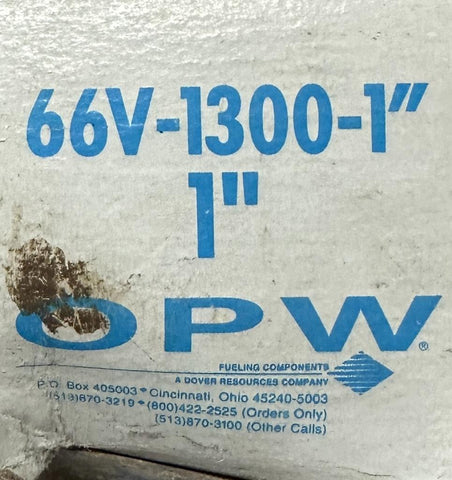 66V-1300-1"
1"
OPW®
FUELING COMPONENTS
A DOVER RESOURCES COMPANY
P.O. Box 405003 • Cincinnati, Ohio 45240-5003
(513)870-3219 • (800)422-2525 (Orders Only)
(513)870-3100 (Other Calls)